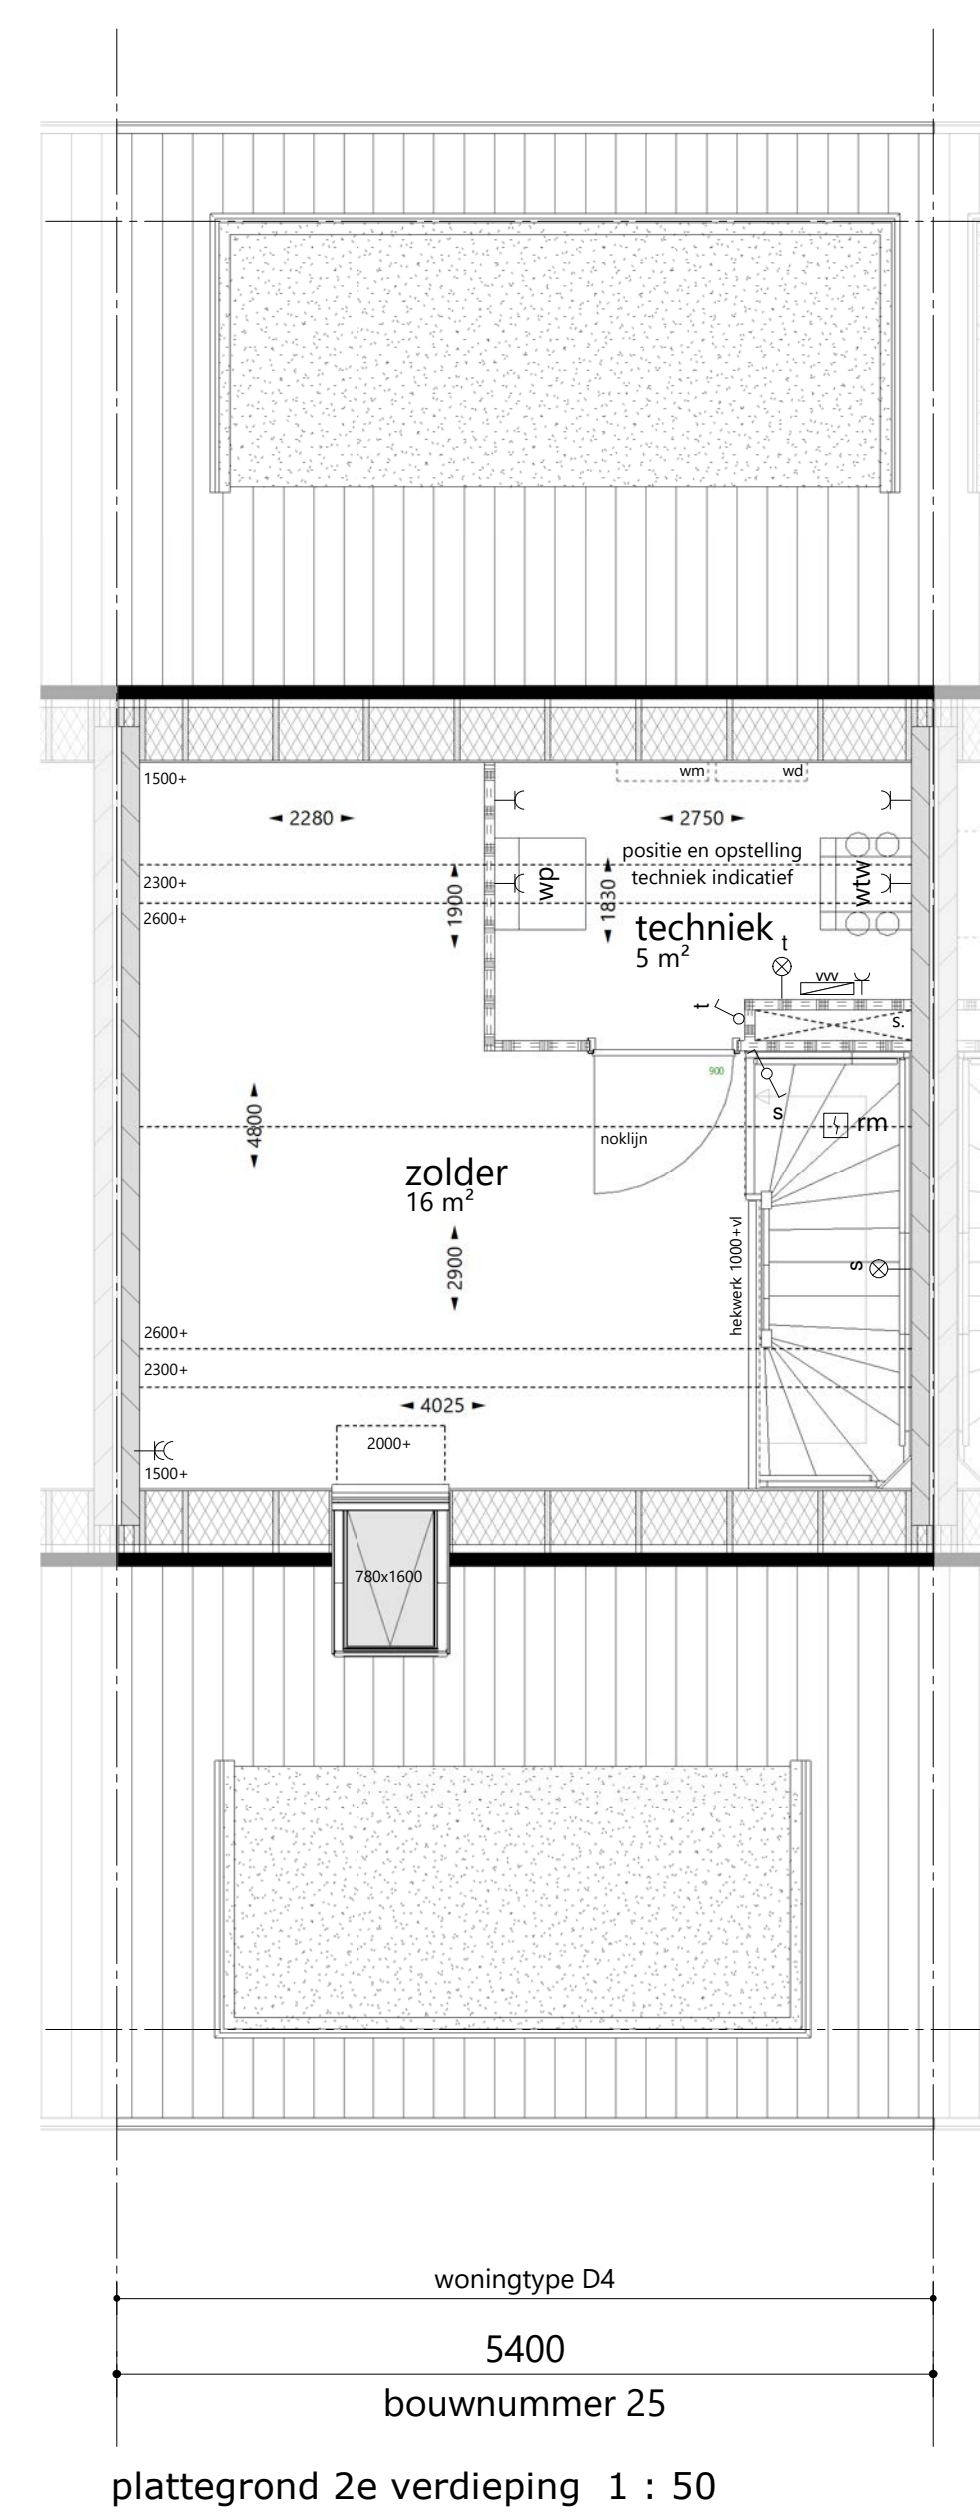 1500+
wm
wd
2280
2750
positie en opstelling
techniek indicatief
2300+
1900
wp
1830
wtw
2600+
techniek
5 m²
t
vvv
t
s.
900
s
rm
4800
noklijn
zolder
16 m²
2900
hekwerk 1000+vl
s
2600+
2300+
4025
2000+
1500+
780x1600
woningtype D4
5400
bouwnummer 25
plattegrond 2e verdieping 1 : 50